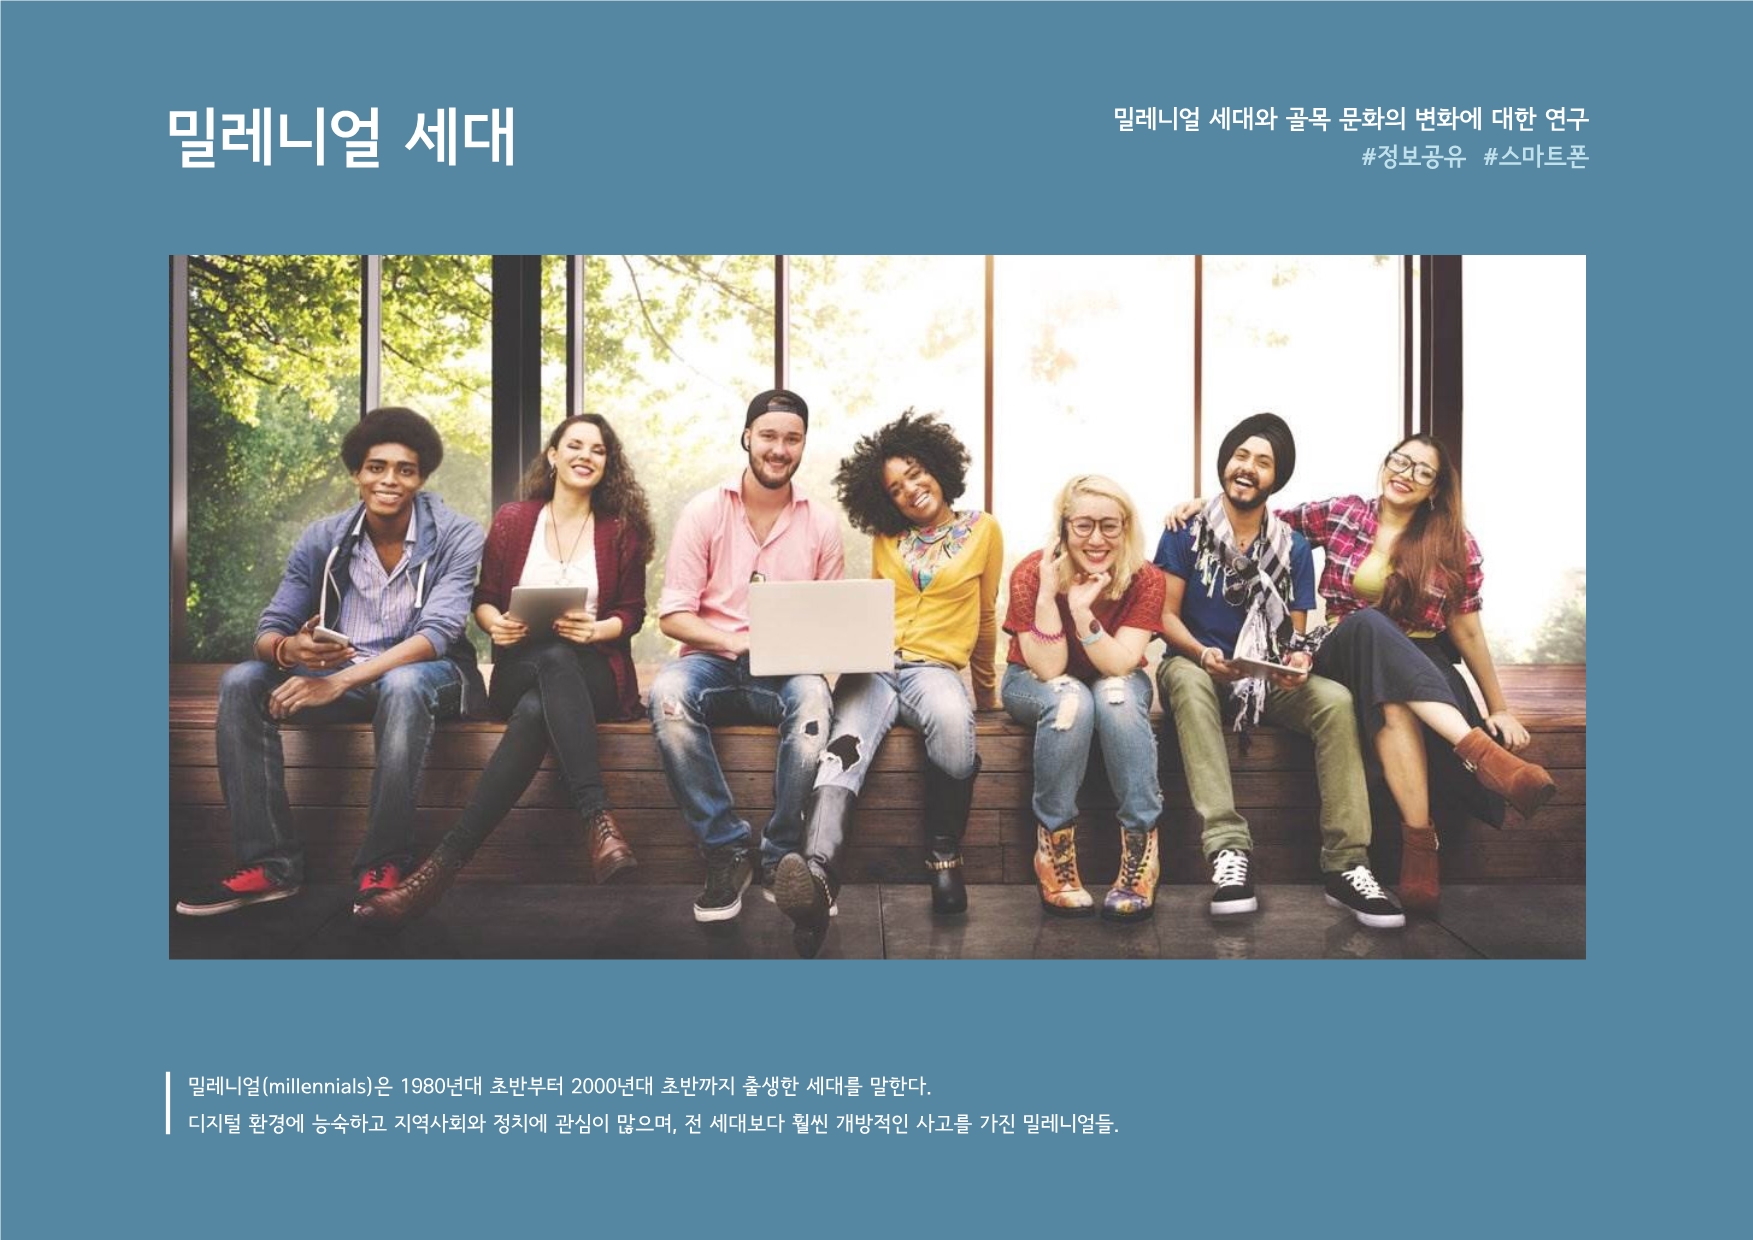 밀레니얼 세대
밀레니얼 세대와 골목 문화의 변화에 대한 연구
#정보공유 #스마트폰
밀레니얼(millennials)은 1980년대 초반부터 2000년대 초반까지 출생한 세대를 말한다.
디지털 환경에 능숙하고 지역사회와 정치에 관심이 많으며, 전 세대보다 훨씬 개방적인 사고를 가진 밀레니얼들.